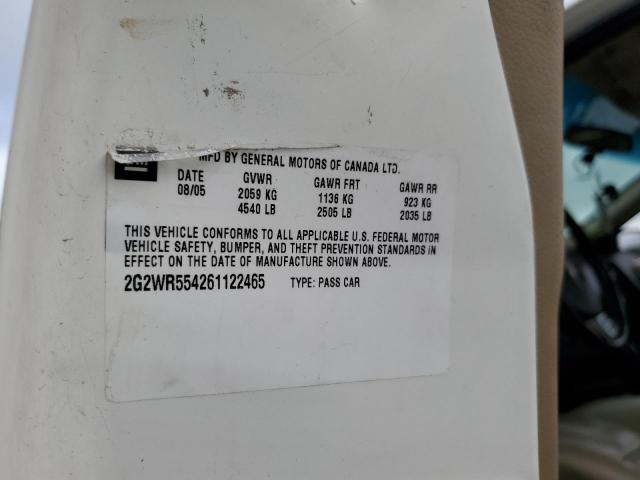 MFD BY GENERAL MOTORS OF CANADA LTD.
DATE GVWR GAWR FRT GAWR RR
08/05 2059 KG 1136 KG 923 KG
4540 LB 2505 LB 2035 LB
THIS VEHICLE CONFORMS TO ALL APPLICABLE U.S. FEDERAL MOTOR
VEHICLE SAFETY, BUMPER, AND THEFT PREVENTION STANDARDS IN
EFFECT ON THE DATE OF MANUFACTURE SHOWN ABOVE.
2G2WR554261122465 TYPE: PASS CAR